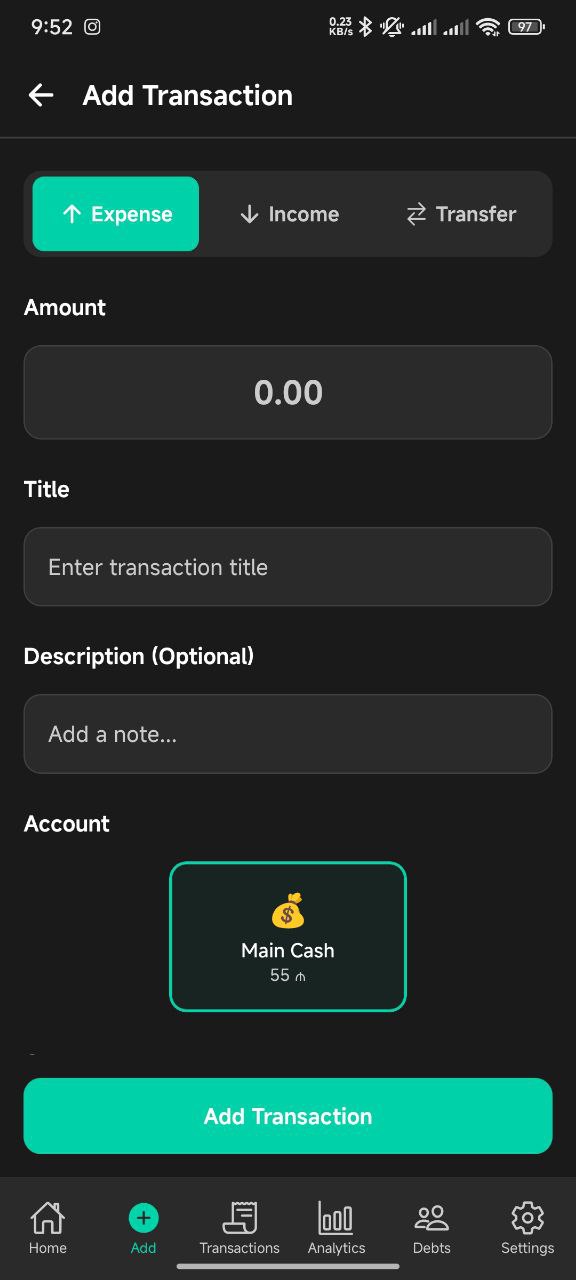 9:52
0.23
KB/s
97
Add Transaction
Expense
Income
Transfer
Amount
0.00
Title
Enter transaction title
Description (Optional)
Add a note...
Account
Main Cash
55 ₼
Add Transaction
Home
Add
Transactions
Analytics
Debts
Settings